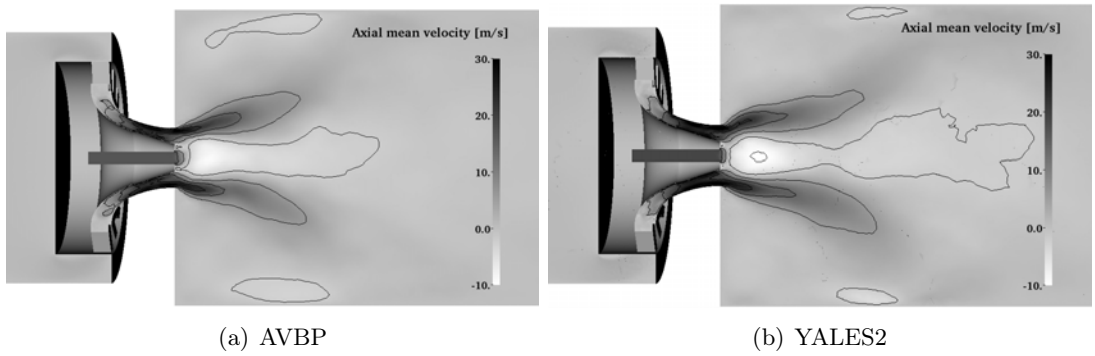 Axial mean velocity [m/s]
30.
20.
10.
0.0
-10.
Axial mean velocity [m/s]
30.
20.
10.
0.0
-10.
(a) AVBP
(b) YALES2